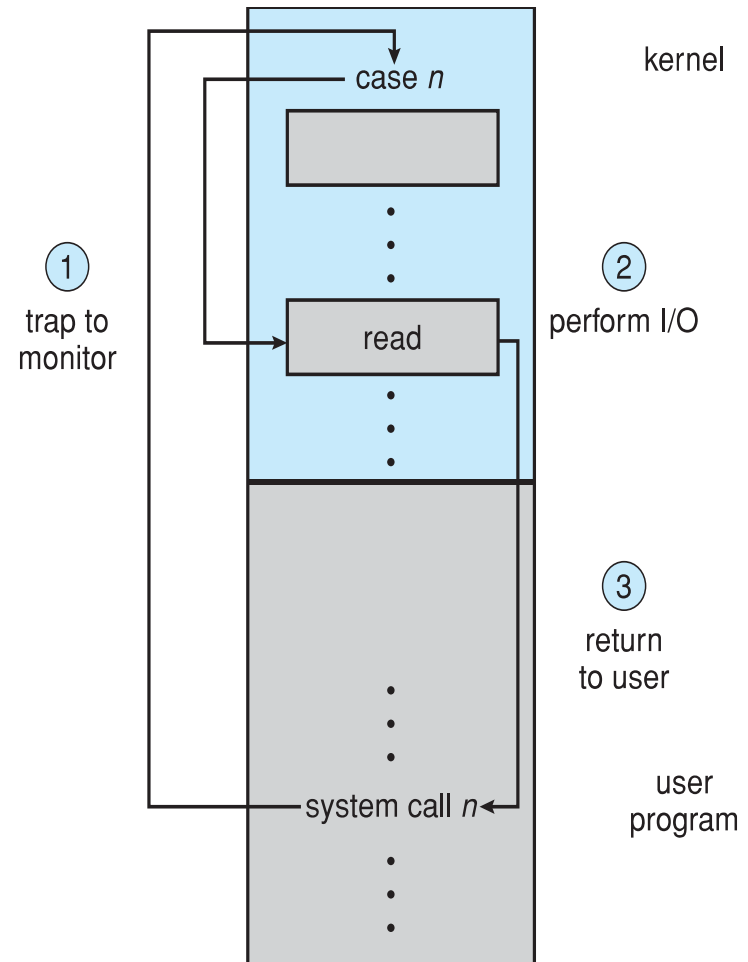 kernel
case n
1
trap to
monitor
2
perform I/O
read
3
return
to user
system call n
user
program